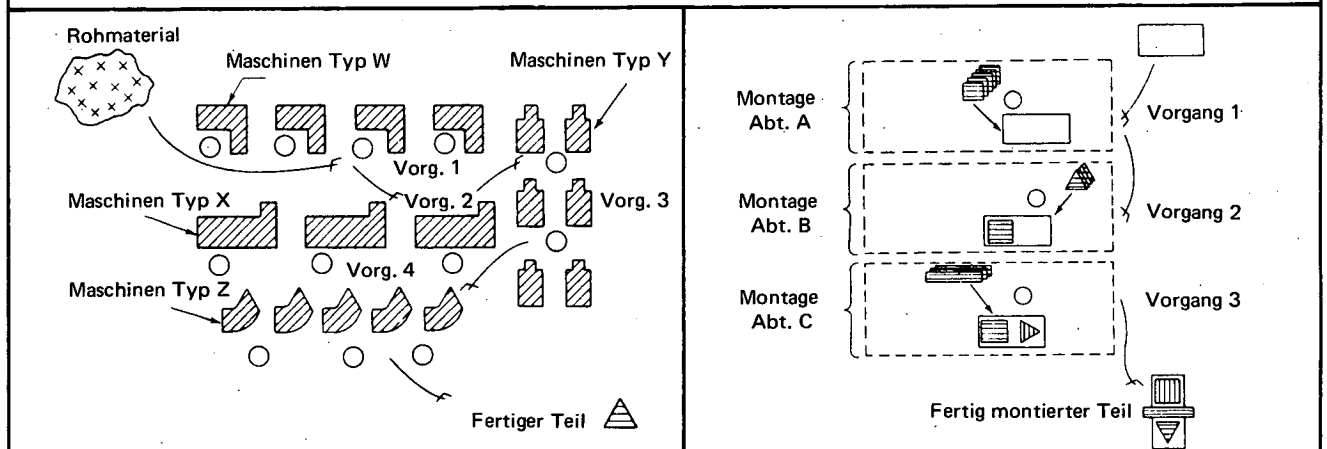 Rohmaterial
Maschinen Typ W
Maschinen Typ Y
Vorg. 1
Maschinen Typ X
Vorg. 2
Vorg. 3
Vorg. 4
Maschinen Typ Z
Fertiger Teil
Montage
Abt. A
Vorgang 1
Montage
Abt. B
Vorgang 2
Montage
Abt. C
Vorgang 3
Fertig montierter Teil